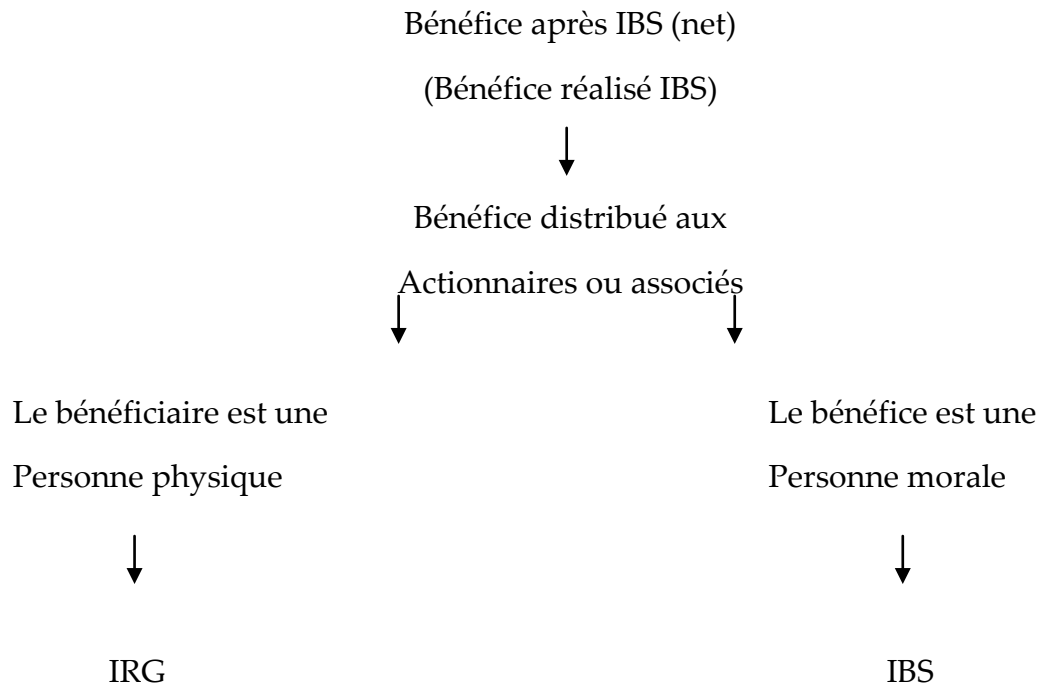 Bénéfice après IBS (net)
(Bénéfice réalisé IBS)
Bénéfice distribué aux
Actionnaires ou associés
Le bénéficiaire est une
Personne physique
Le bénéfice est une
Personne morale
IRG
IBS